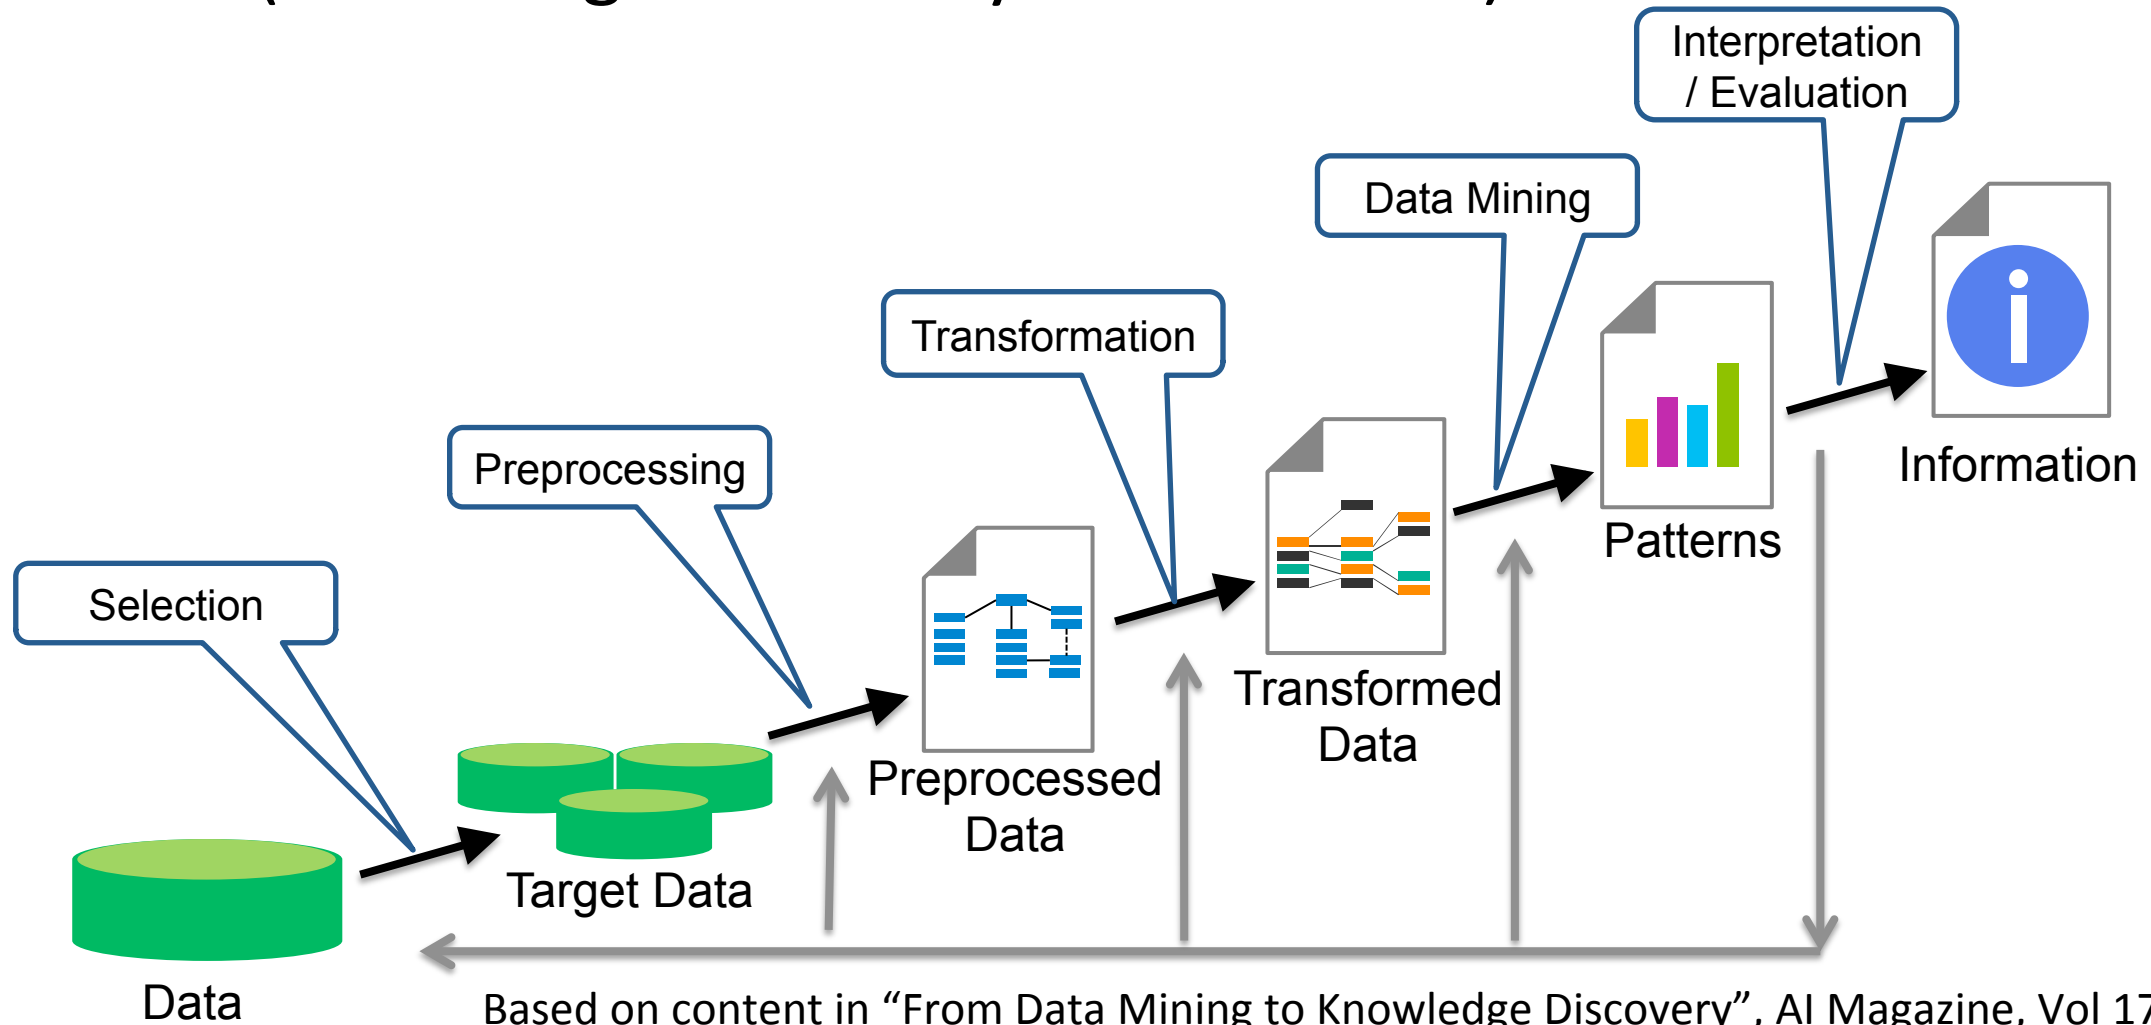 Interpretation
/ Evaluation
Data Mining
Transformation
Preprocessing
Selection
Information
Patterns
Transformed
Data
Preprocessed
Data
Target Data
Data
Based on content in “From Data Mining to Knowledge Discovery”, AI Magazine, Vol 17